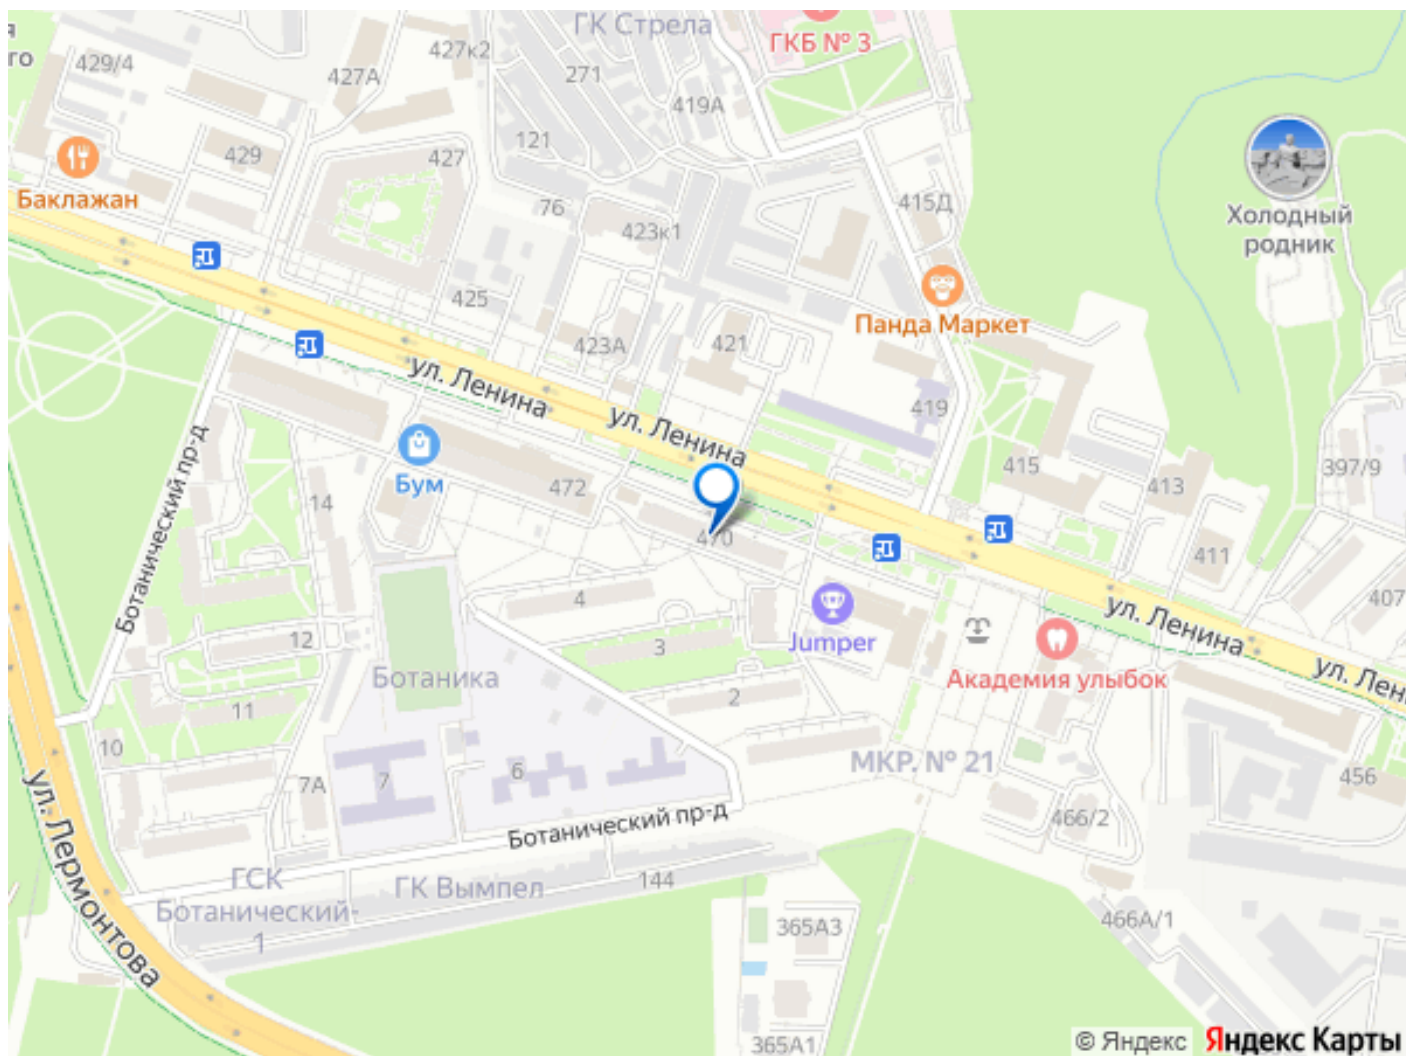 ГК Стрела
ГКБ № 3
я
го
429/4
427к2
427А
271
419А
121
429
427
Баклажан
76
423к1
415Д
Холодный
родник
425
Панда Маркет
423А
421
ул. Ленина
ул. Ленина
419
415
397/9
413
Бум
472
14
470
411
Ботанический пр-д
4
407
Jumper
ул. Ленина
12
3
Академия улыбок
ул. Лен
Ботаника
2
11
10
МКР. № 21
456
7А
7
6
466/2
ул. Лермонтова
Ботанический пр-д
ГСК
Ботанический-
1
ГК Вымпел
144
365А3
466А/1
365А1
© Яндекс Яндекс Карты